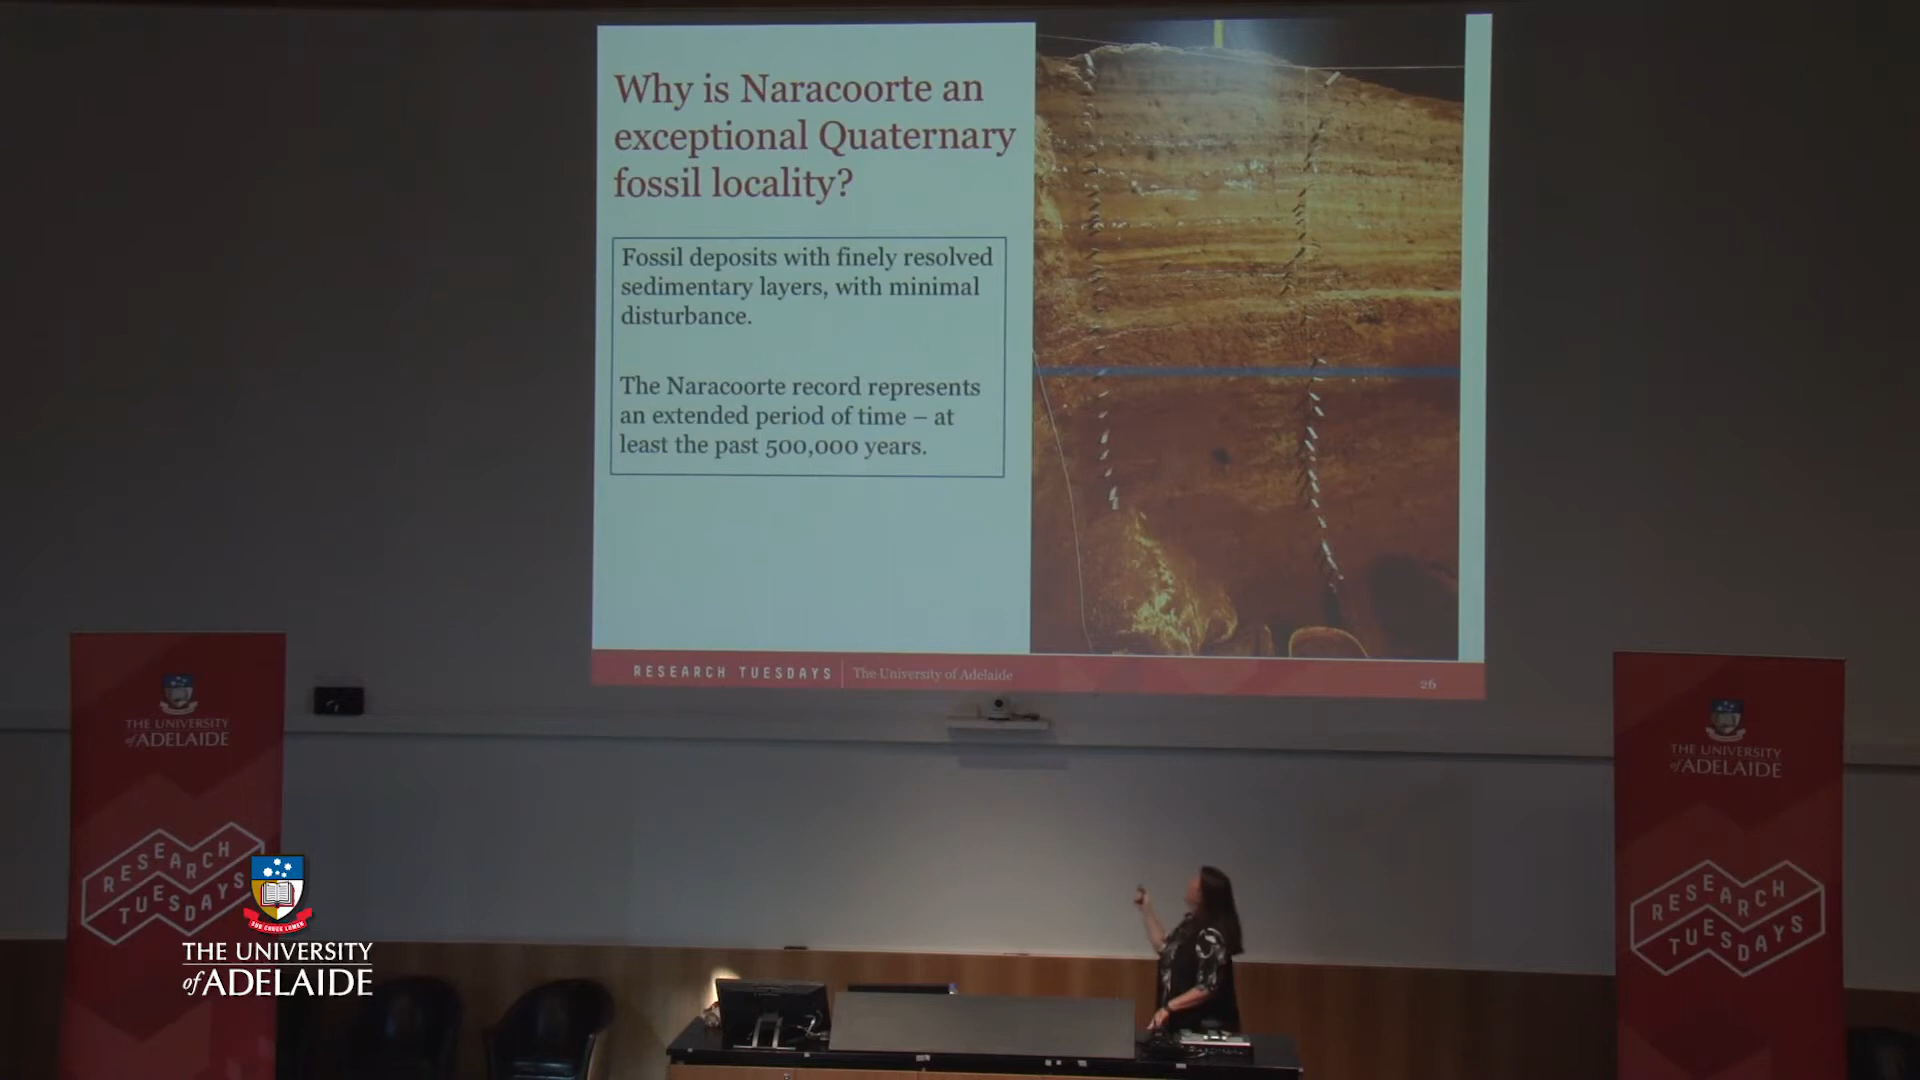 Why is Naracoorte an
exceptional Quaternary
fossil locality?
Fossil deposits with finely resolved
sedimentary layers, with minimal
disturbance.
The Naracoorte record represents
an extended period of time – at
least the past 500,000 years.
RESEARCH TUESDAYS
The University of Adelaide
26
THE UNIVERSITY
of ADELAIDE
RESEARCH
TUESDAYS
SUB CRUCE LUMEN
THE UNIVERSITY
of ADELAIDE
THE UNIVERSITY
of ADELAIDE
RESEARCH
TUESDAYS